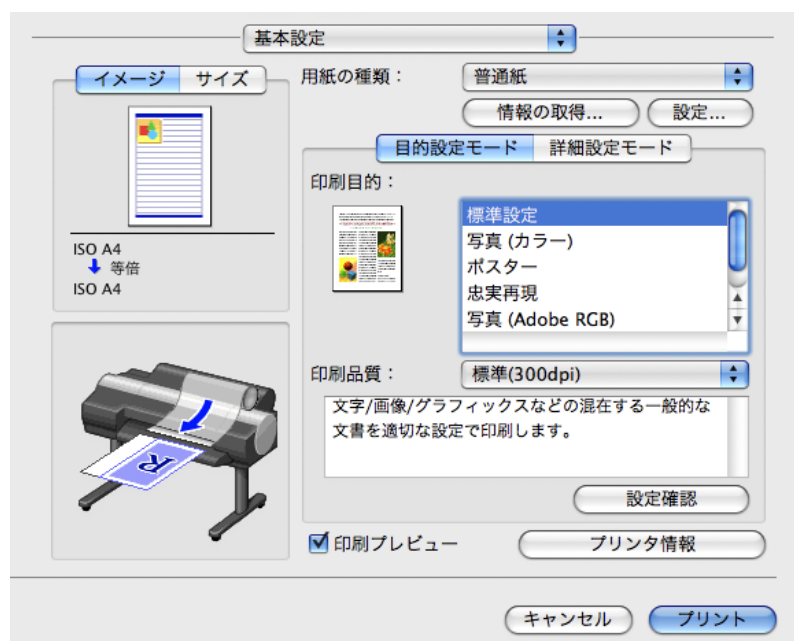 基本設定
イメージ サイズ
用紙の種類： 普通紙
情報の取得... 設定...
目的設定モード 詳細設定モード
印刷目的：
標準設定
写真 (カラー)
ポスター
忠実再現
写真 (Adobe RGB)
ISO A4
等倍
ISO A4
印刷品質： 標準(300dpi)
文字/画像/グラフィックスなどの混在する一般的な
文書を適切な設定で印刷します。
設定確認
印刷プレビュー
プリンタ情報
キャンセル プリント
R